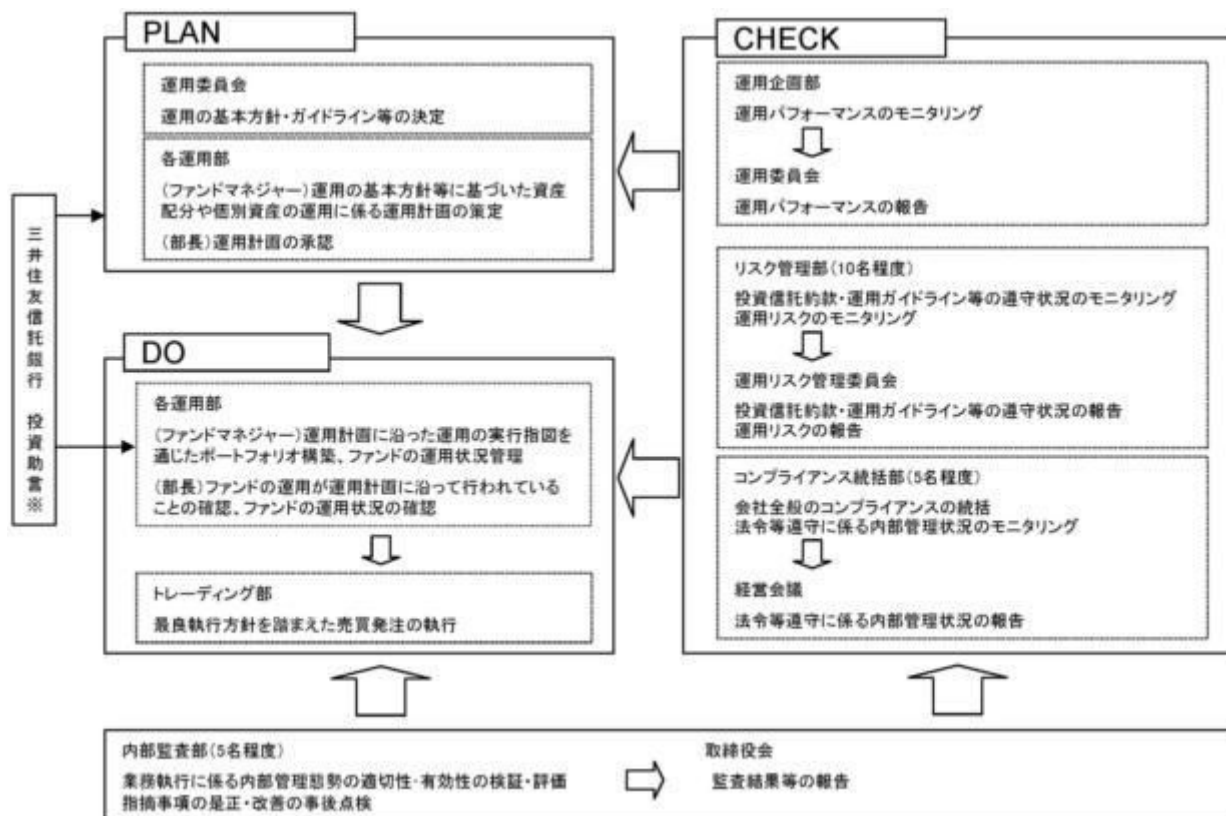 PLAN
運用委員会
運用の基本方針・ガイドライン等の決定
各運用部
(ファンドマネジャー)運用の基本方針等に基づいた資産
配分や個別資産の運用に係る運用計画の策定
(部長)運用計画の承認
三井住友信託銀行 投資助言※
DO
各運用部
(ファンドマネジャー)運用計画に沿った運用の実行指図を
通じたポートフォリオ構築、ファンドの運用状況管理
(部長)ファンドの運用が運用計画に沿って行われている
ことの確認、ファンドの運用状況の確認
トレーディング部
最良執行方針を踏まえた売買発注の執行
CHECK
運用企画部
運用パフォーマンスのモニタリング
運用委員会
運用パフォーマンスの報告
リスク管理部(10名程度)
投資信託約款・運用ガイドライン等の遵守状況のモニタリング
運用リスクのモニタリング
運用リスク管理委員会
投資信託約款・運用ガイドライン等の遵守状況の報告
運用リスクの報告
コンプライアンス統括部(5名程度)
会社全般のコンプライアンスの統括
法令等遵守に係る内部管理状況のモニタリング
経営会議
法令等遵守に係る内部管理状況の報告
内部監査部(5名程度)
業務執行に係る内部管理態勢の適切性・有効性の検証・評価
指摘事項の是正・改善の事後点検
取締役会
監査結果等の報告